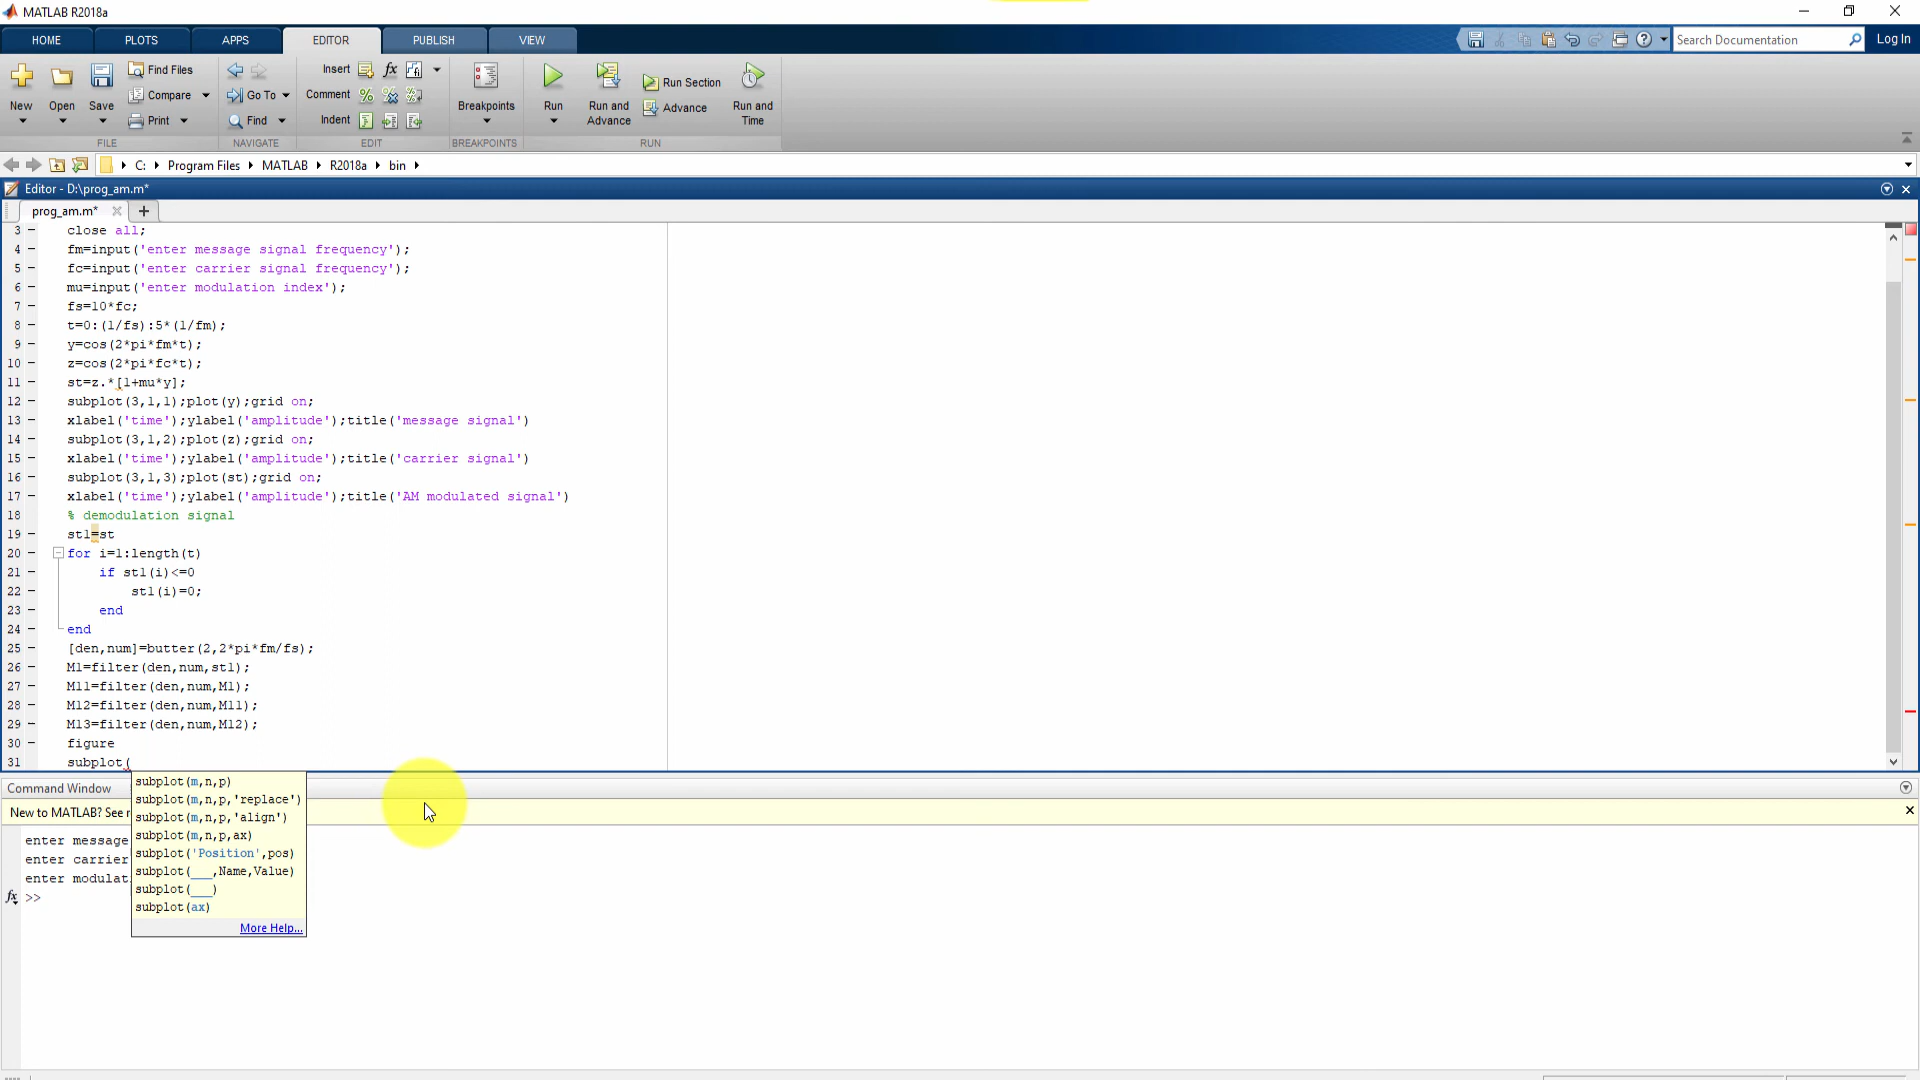 MATLAB R2018a
HOME PLOTS APPS EDITOR PUBLISH VIEW Search Documentation Log In
New Open Save Find Files Compare Print Go To Find Insert fx Comment Indent Breakpoints Run Run and Advance Run Section Advance Run and Time
FILE NAVIGATE EDIT BREAKPOINTS RUN
C: Program Files MATLAB R2018a bin
Editor - D:\prog_am.m*
prog_am.m* +
3 – close all;
4 – fm=input('enter message signal frequency');
5 – fc=input('enter carrier signal frequency');
6 – mu=input('enter modulation index');
7 – fs=10*fc;
8 – t=0:(1/fs):5*(1/fm);
9 – y=cos(2*pi*fm*t);
10 – z=cos(2*pi*fc*t);
11 – st=z.*[1+mu*y];
12 – subplot(3,1,1);plot(y);grid on;
13 – xlabel('time');ylabel('amplitude');title('message signal')
14 – subplot(3,1,2);plot(z);grid on;
15 – xlabel('time');ylabel('amplitude');title('carrier signal')
16 – subplot(3,1,3);plot(st);grid on;
17 – xlabel('time');ylabel('amplitude');title('AM modulated signal')
18 % demodulation signal
19 – st1=st
20 – for i=1:length(t)
21 – if st1(i)<=0
22 – st1(i)=0;
23 – end
24 – end
25 – [den,num]=butter(2,2*pi*fm/fs);
26 – M1=filter(den,num,st1);
27 – M11=filter(den,num,M1);
28 – M12=filter(den,num,M11);
29 – M13=filter(den,num,M12);
30 – figure
31 subplot(
subplot(m,n,p)
subplot(m,n,p,'replace')
subplot(m,n,p,'align')
subplot(m,n,p,ax)
subplot('Position',pos)
subplot(___,Name,Value)
subplot(___)
subplot(ax)
More Help...
Command Window
New to MATLAB? See
enter message
enter carrier
enter
fx >>